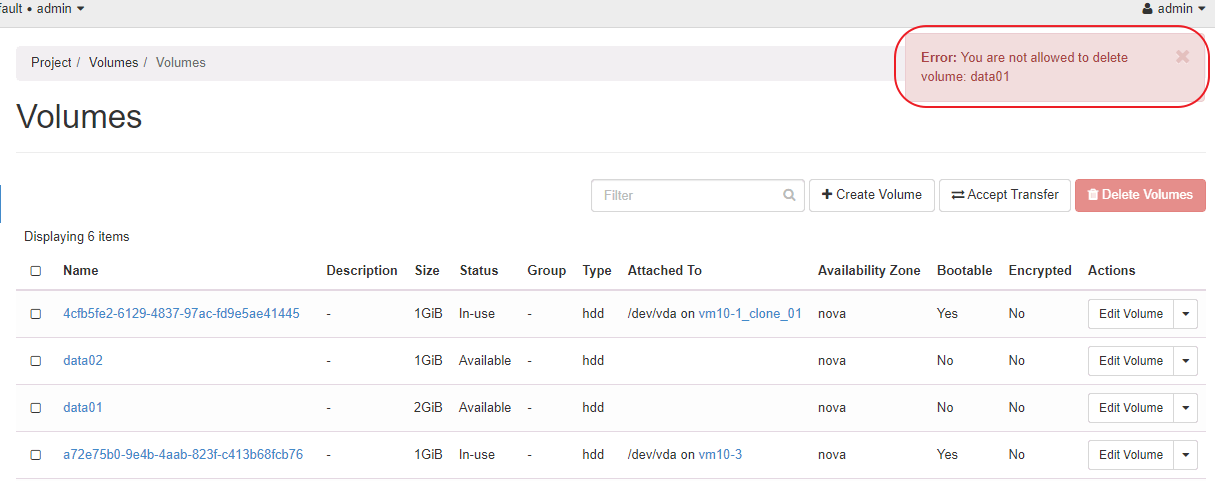 fault • admin
admin
Project / Volumes / Volumes
Error: You are not allowed to delete
volume: data01
Volumes
Filter
Create Volume
Accept Transfer
Delete Volumes
Displaying 6 items
Name Description Size Status Group Type Attached To Availability Zone Bootable Encrypted Actions
4cfb5fe2-6129-4837-97ac-fd9e5ae41445 - 1GiB In-use - hdd /dev/vda on vm10-1_clone_01 nova Yes No Edit Volume
data02 - 1GiB Available - hdd nova No No Edit Volume
data01 - 2GiB Available - hdd nova No No Edit Volume
a72e75b0-9e4b-4aab-823f-c413b68fcb76 - 1GiB In-use - hdd /dev/vda on vm10-3 nova Yes No Edit Volume